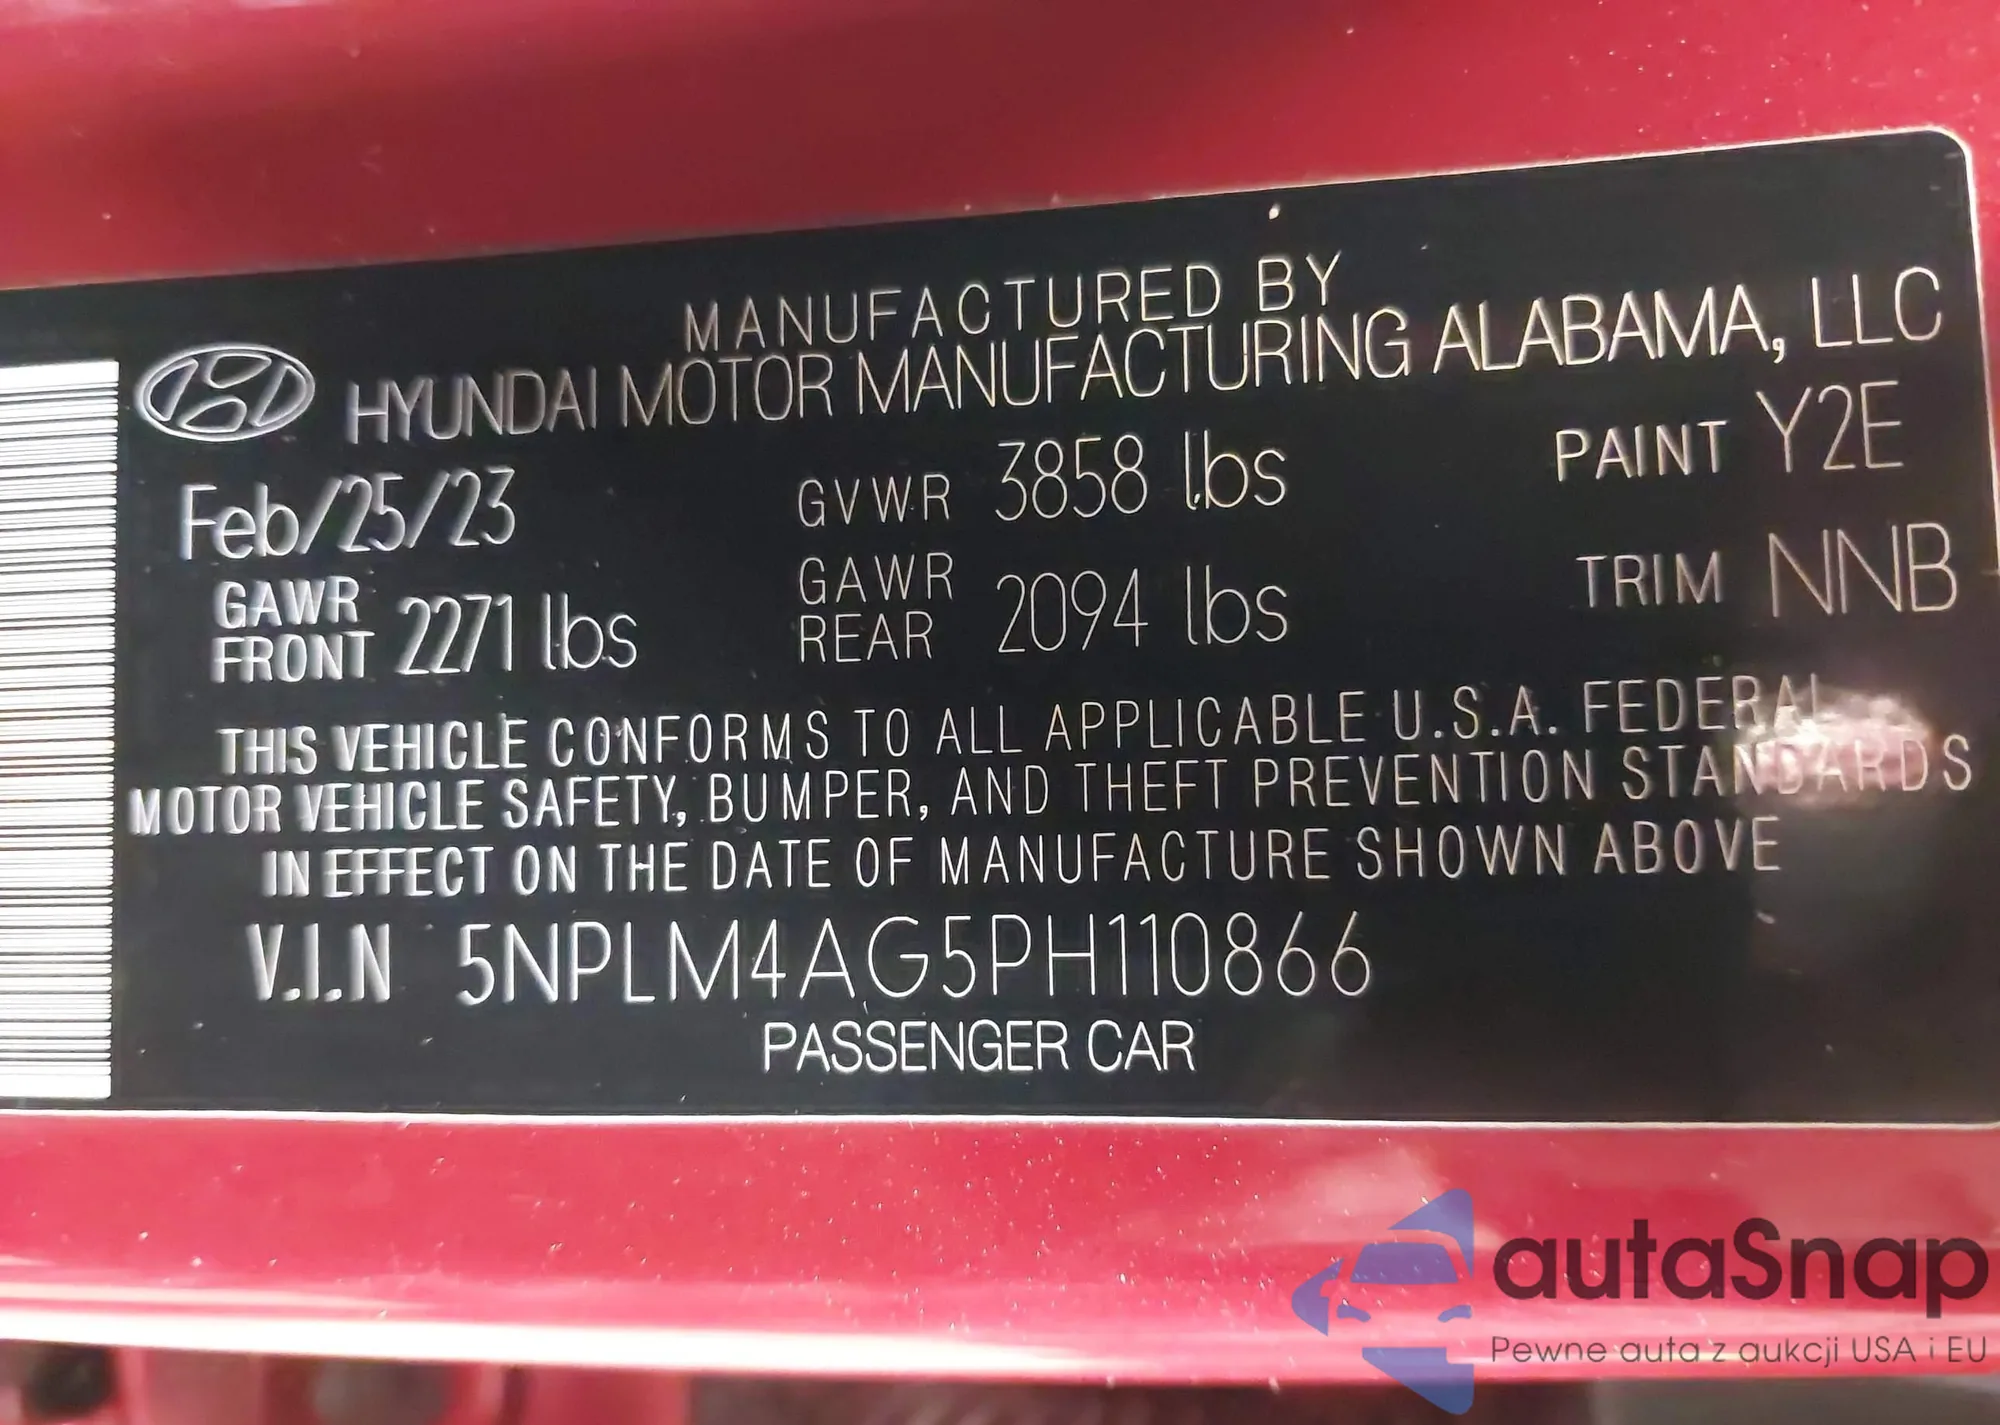 MANUFACTURED BY
HYUNDAI MOTOR MANUFACTURING ALABAMA, LLC
Feb/25/23 GVWR 3858 lbs PAINT Y2E
GAWR FRONT 2271 lbs GAWR REAR 2094 lbs TRIM NNB
THIS VEHICLE CONFORMS TO ALL APPLICABLE U.S.A. FEDERAL
MOTOR VEHICLE SAFETY, BUMPER, AND THEFT PREVENTION STANDARDS
IN EFFECT ON THE DATE OF MANUFACTURE SHOWN ABOVE
V.I.N 5NPLM4AG5PH110866
PASSENGER CAR
autaSnap
Pewne auta z aukcji USA i EU